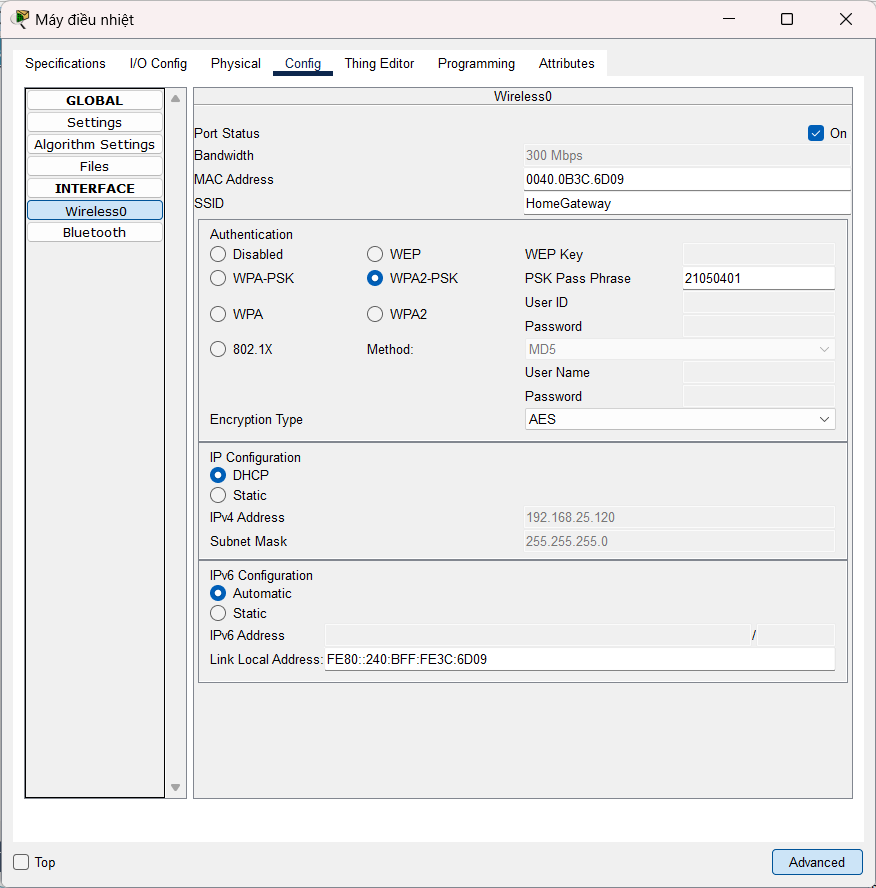 Máy điều nhiệt
Specifications I/O Config Physical Config Thing Editor Programming Attributes
GLOBAL
Settings
Algorithm Settings
Files
INTERFACE
Wireless0
Bluetooth
Wireless0
Port Status On
Bandwidth 300 Mbps
MAC Address 0040.0B3C.6D09
SSID HomeGateway
Authentication
Disabled WEP WEP Key
WPA-PSK WPA2-PSK PSK Pass Phrase 21050401
User ID
WPA WPA2
Password
802.1X Method: MD5
User Name
Password
Encryption Type AES
IP Configuration
DHCP
Static
IPv4 Address 192.168.25.120
Subnet Mask 255.255.255.0
IPv6 Configuration
Automatic
Static
IPv6 Address /
Link Local Address: FE80::240:BFF:FE3C:6D09
Top Advanced